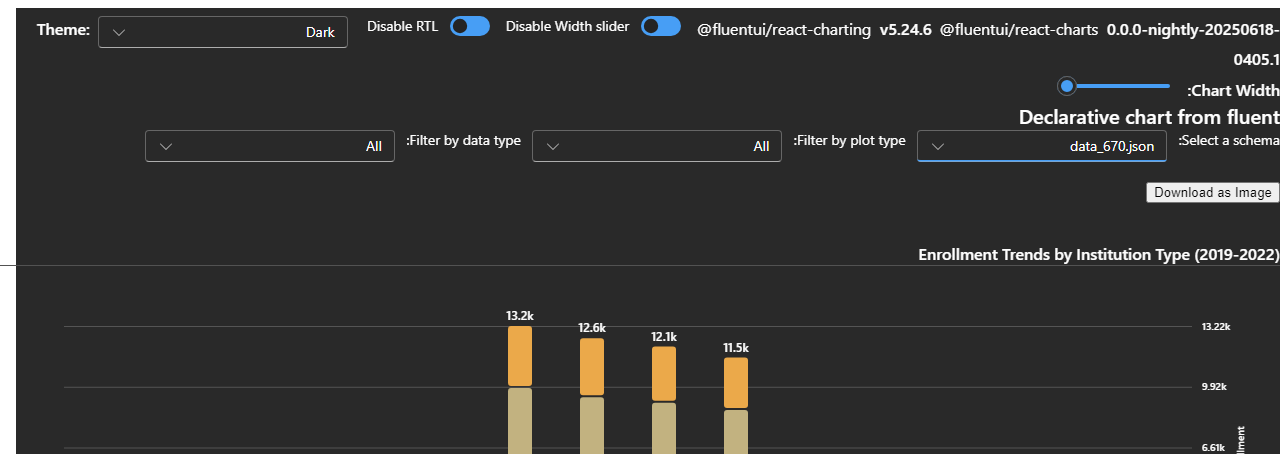 Theme: Dark Disable RTL Disable Width slider @fluentui/react-charting v5.24.6 @fluentui/react-charts 0.0.0-nightly-20250618-
0405.1
:Chart Width
Declarative chart from fluent
:Select a schema data_670.json :Filter by plot type All :Filter by data type All
Download as Image
Enrollment Trends by Institution Type (2019-2022)
13.2k
12.6k
12.1k
11.5k
13.22k
9.92k
6.61k